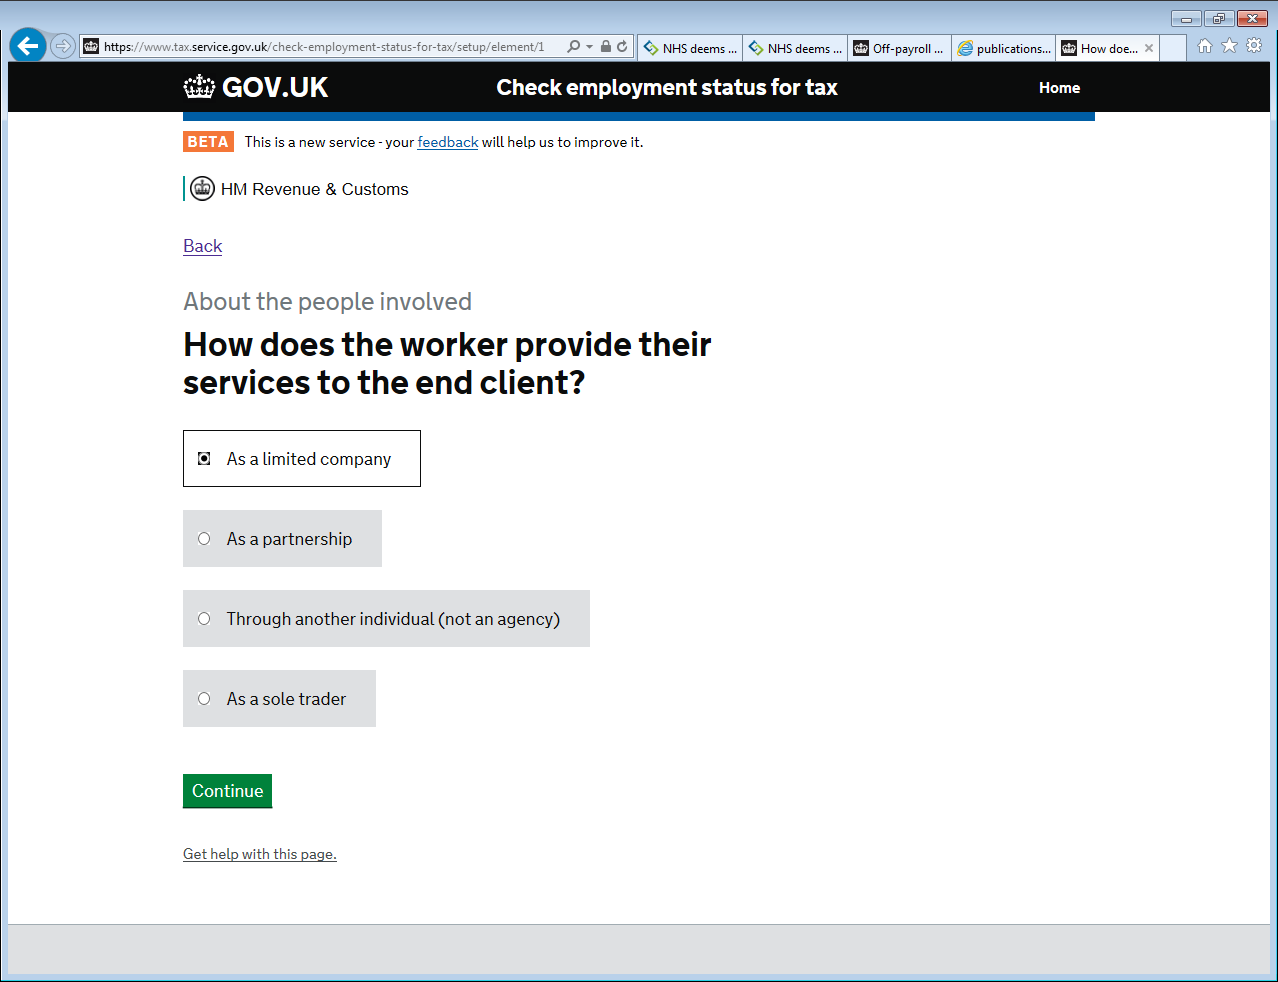 https://www.tax.service.gov.uk/check-employment-status-for-tax/setup/element/1
NHS deems ...
NHS deems ...
Off-payroll ...
publications...
How doe...
GOV.UK
Check employment status for tax
Home
BETA This is a new service - your feedback will help us to improve it.
HM Revenue & Customs
Back
About the people involved
How does the worker provide their
services to the end client?
As a limited company
As a partnership
Through another individual (not an agency)
As a sole trader
Continue
Get help with this page.